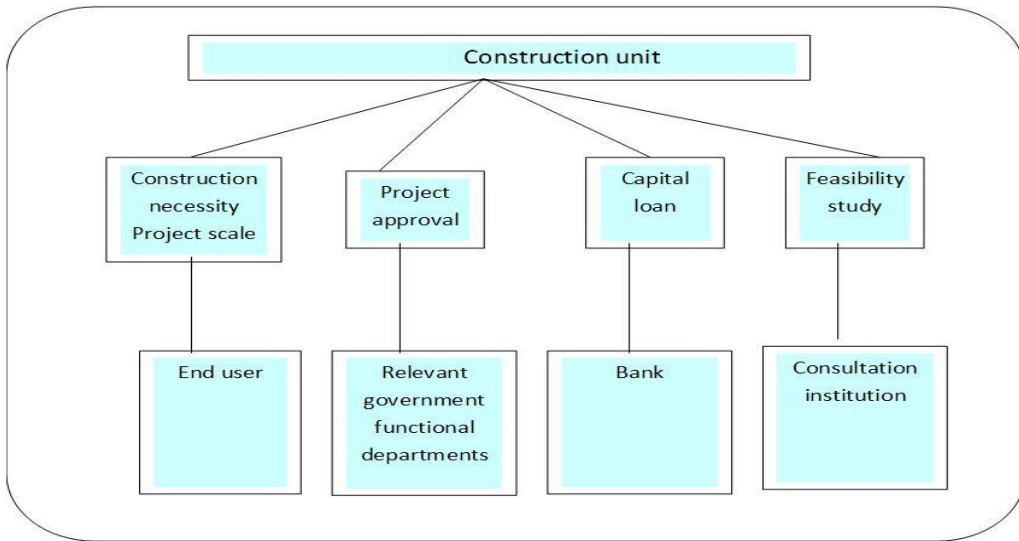 Construction unit
Construction
necessity
Project scale
Project
approval
Capital
loan
Feasibility
study
End user
Relevant
government
functional
departments
Bank
Consultation
institution